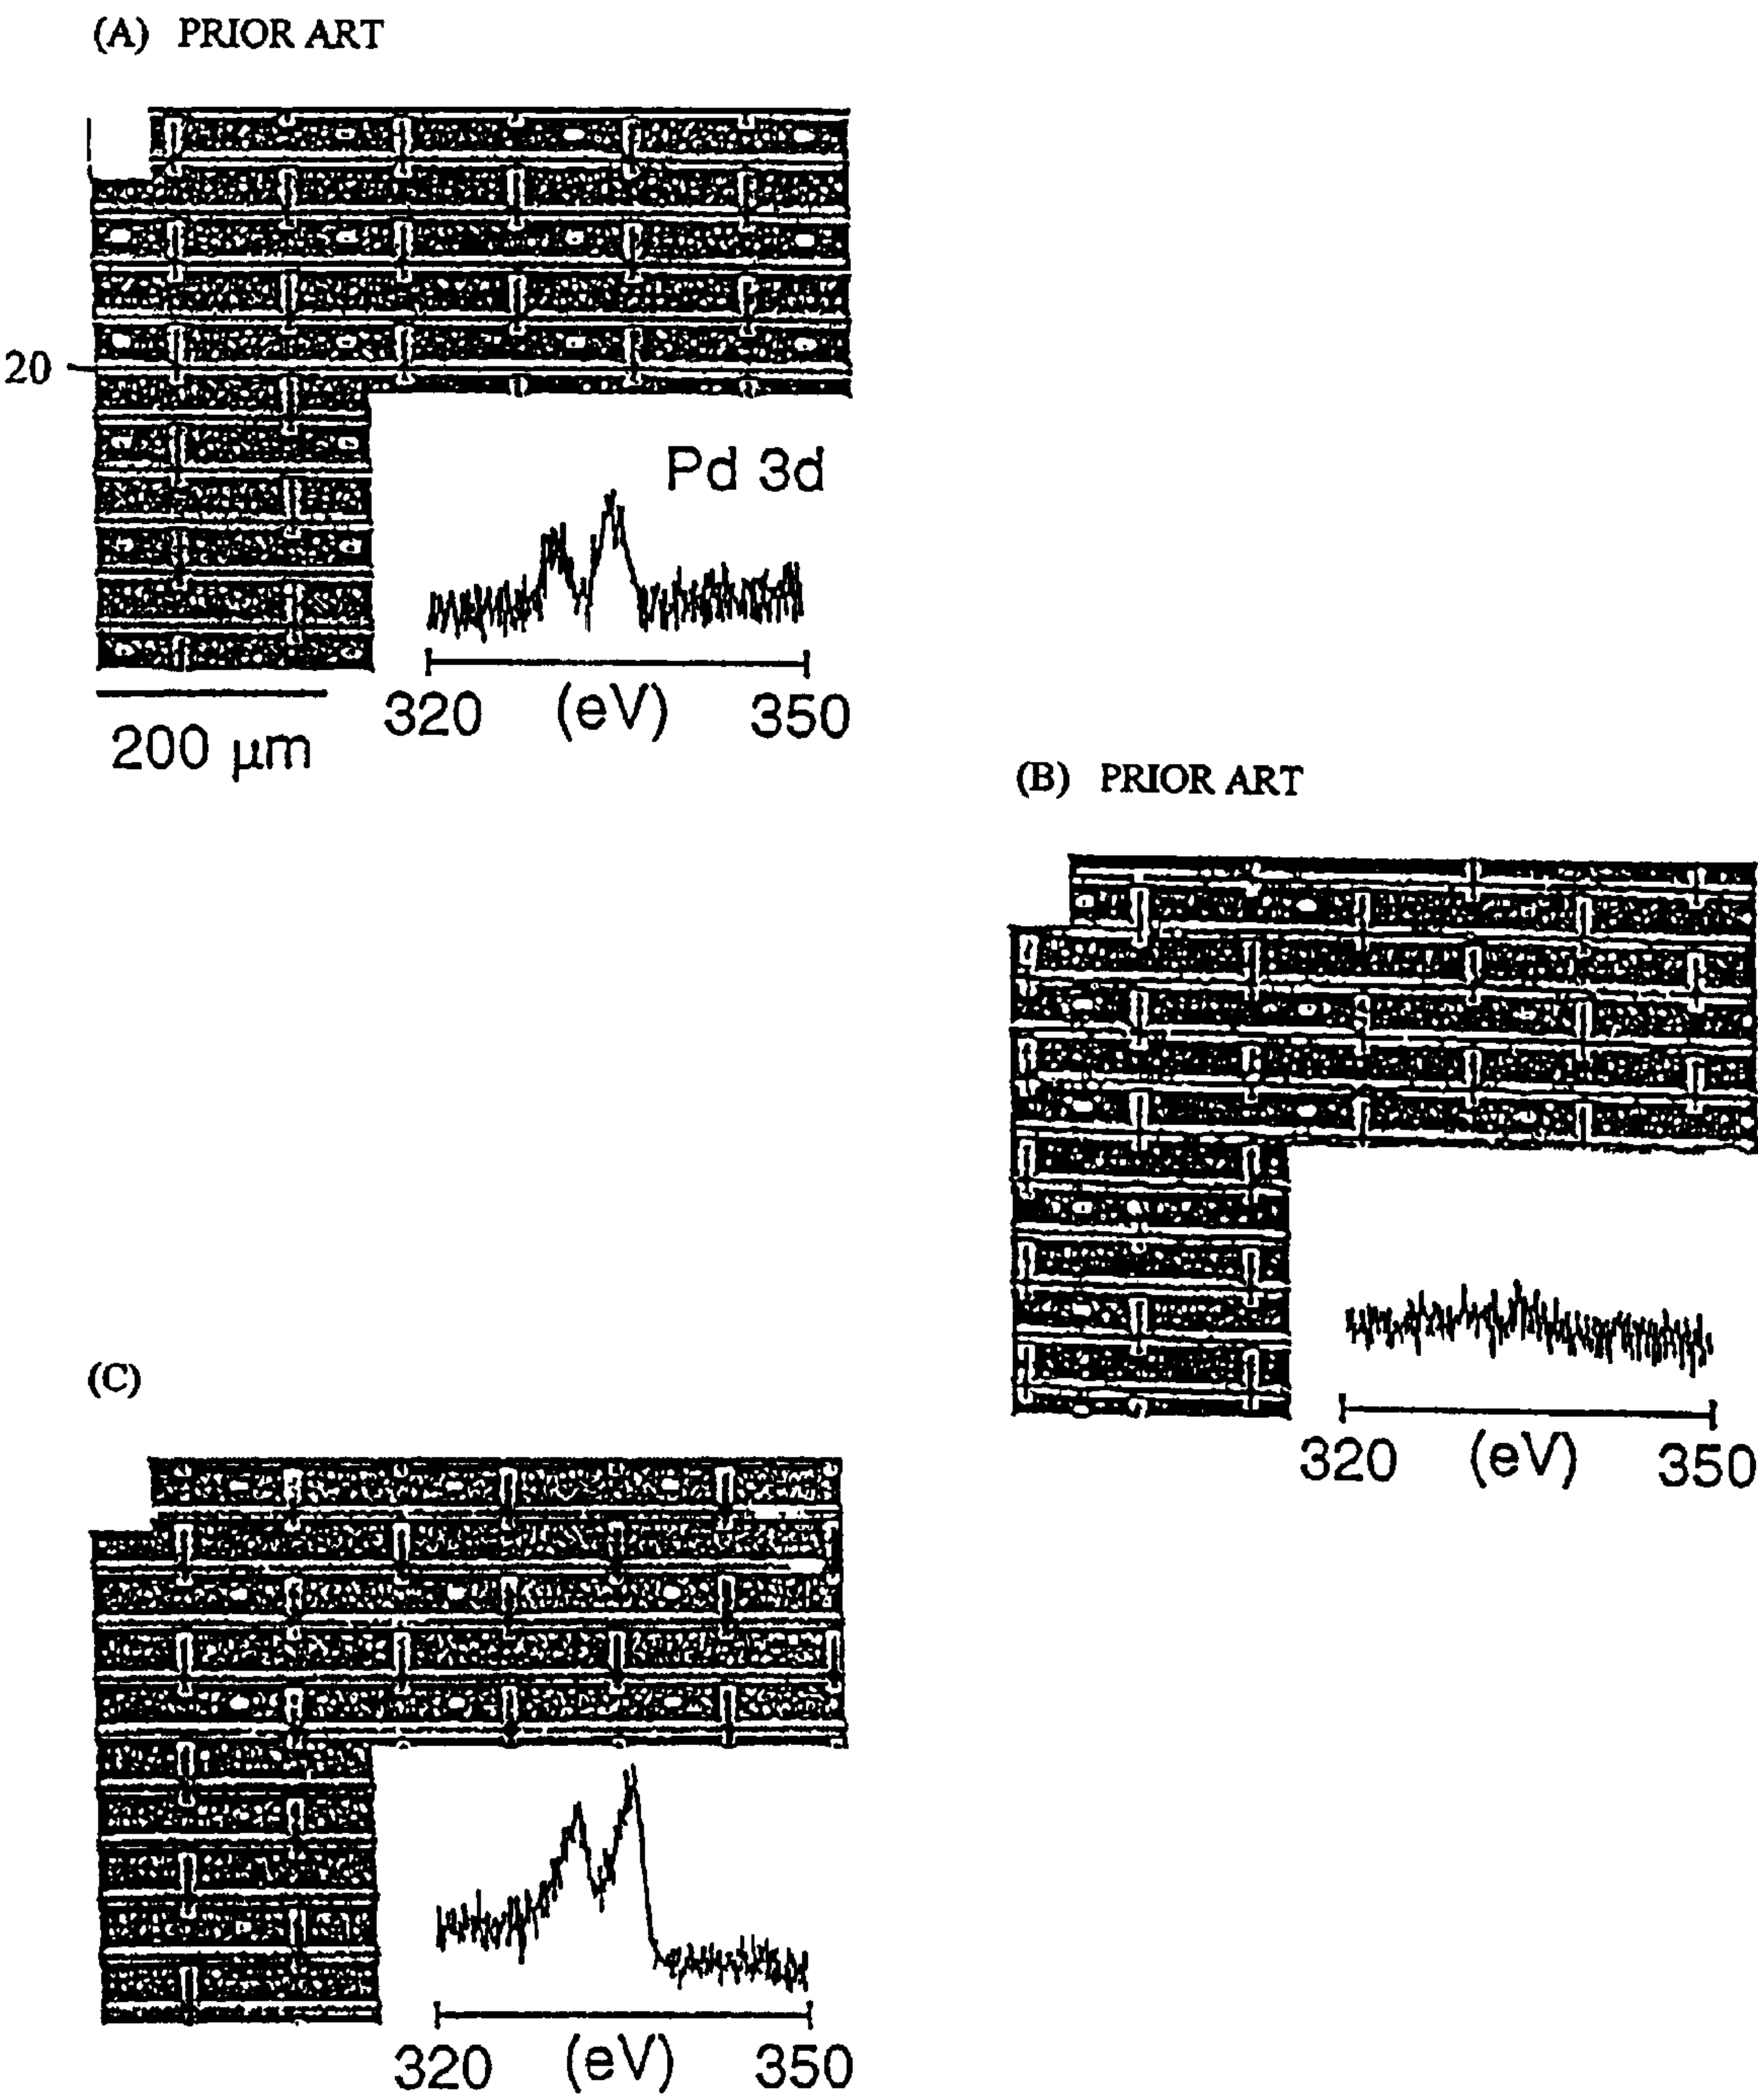 (A) PRIOR ART
20
Pd 3d
320 (eV) 350
200 μm
(B) PRIOR ART
320 (eV) 350
(C)
320 (eV) 350